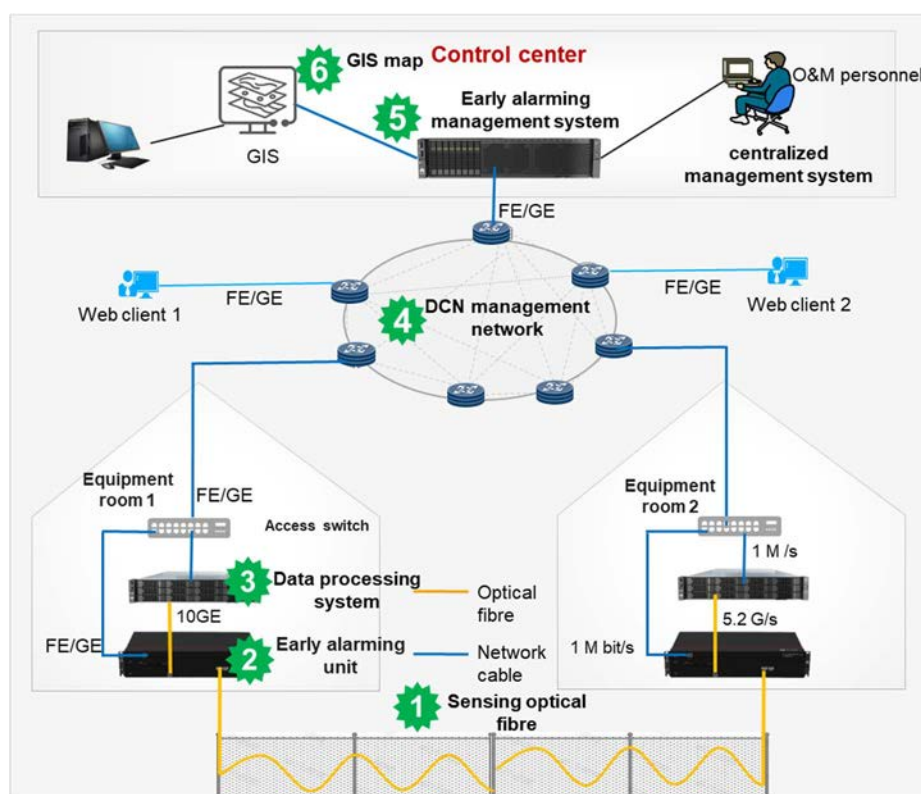 6
GIS map
Control center
5
Early alarming
management system
O&M personnel
GIS
centralized
management system
FE/GE
Web client 1
FE/GE
FE/GE
Web client 2
4
DCN management
network
Equipment
room 1
FE/GE
Access switch
Equipment
room 2
1 M /s
3
Data processing
system
Optical
fibre
10GE
5.2 G/s
FE/GE
2
Early alarming
unit
Network
cable
1 M bit/s
1
Sensing optical
fibre